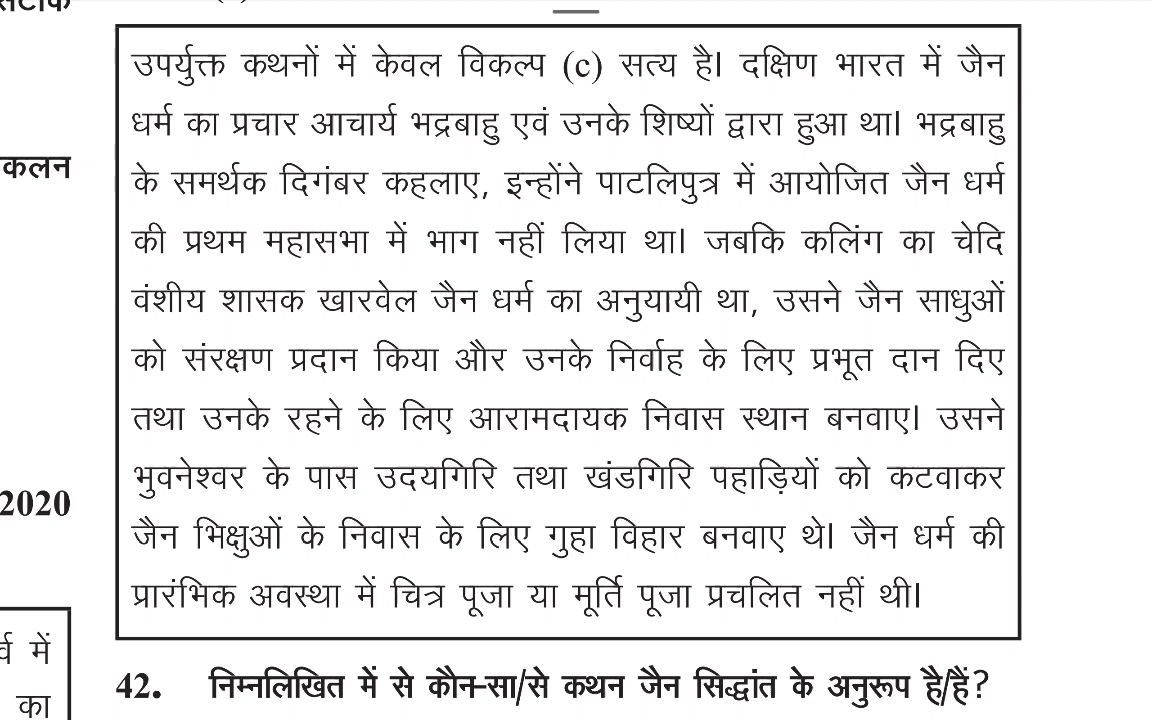 कलन
2020
र्व में
का
उपर्युक्त कथनों में केवल विकल्प (c) सत्य है। दक्षिण भारत में जैन
धर्म का प्रचार आचार्य भद्रबाहु एवं उनके शिष्यों द्वारा हुआ था। भद्रबाहु
के समर्थक दिगंबर कहलाए, इन्होंने पाटलिपुत्र में आयोजित जैन धर्म
की प्रथम महासभा में भाग नहीं लिया था। जबकि कलिंग का चेदि
वंशीय शासक खारवेल जैन धर्म का अनुयायी था, उसने जैन साधुओं
को संरक्षण प्रदान किया और उनके निर्वाह के लिए प्रभूत दान दिए
तथा उनके रहने के लिए आरामदायक निवास स्थान बनवाए। उसने
भुवनेश्वर के पास उदयगिरि तथा खंडगिरि पहाड़ियों को कटवाकर
जैन भिक्षुओं के निवास के लिए गुहा विहार बनवाए थे। जैन धर्म की
प्रारंभिक अवस्था में चित्र पूजा या मूर्ति पूजा प्रचलित नहीं थी।
42. निम्नलिखित में से कौन-सा/से कथन जैन सिद्धांत के अनुरूप है/हैं?